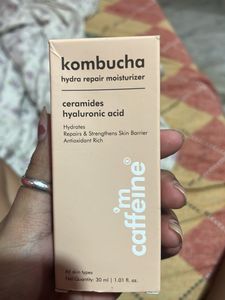 kombucha
hydra repair moisturizer
ceramides
hyaluronic acid
Hydrates
Repairs & Strengthens Skin Barrier
Antioxidant Rich
'm
caffeine®
All skin types
Net Quantity: 30 ml | 1.01 fl. oz.